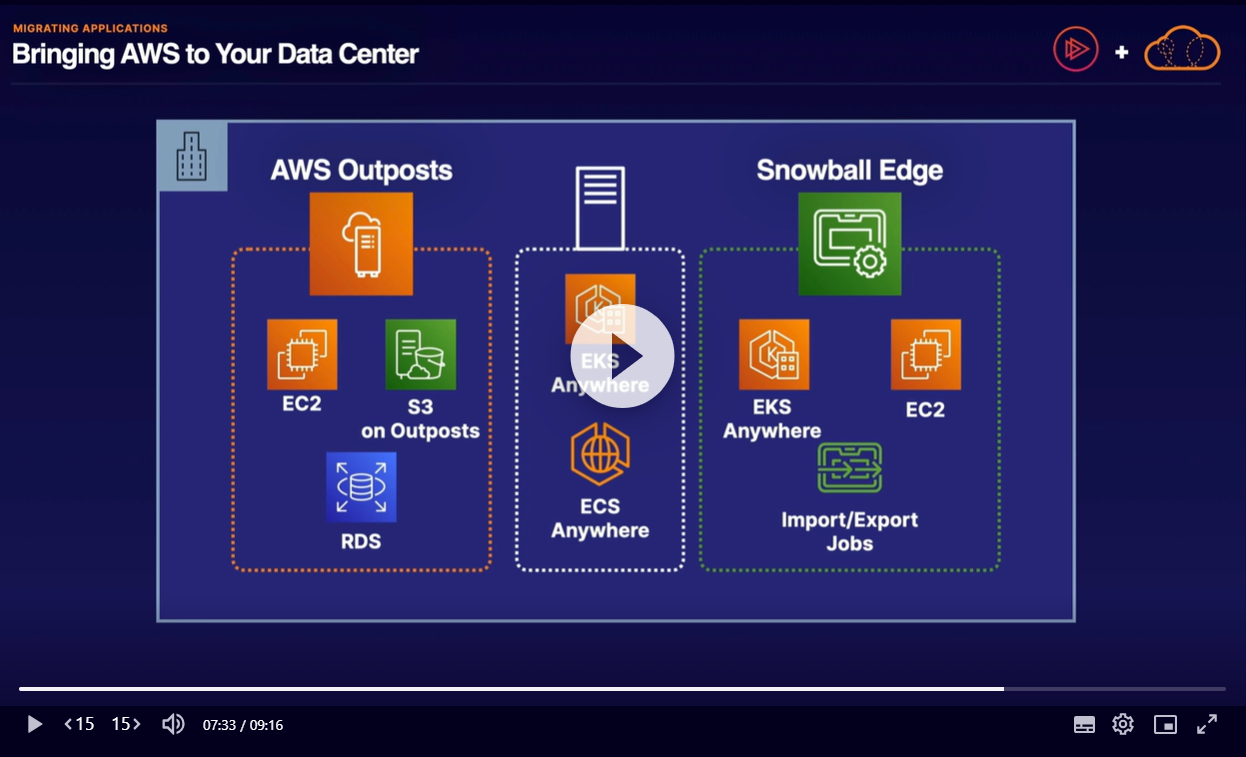 MIGRATING APPLICATIONS
Bringing AWS to Your Data Center
+
AWS Outposts
Snowball Edge
EC2
S3
on Outposts
RDS
EKS
Anywhere
ECS
Anywhere
EKS
Anywhere
EC2
Import/Export
Jobs
<15
15>
07:33 / 09:16